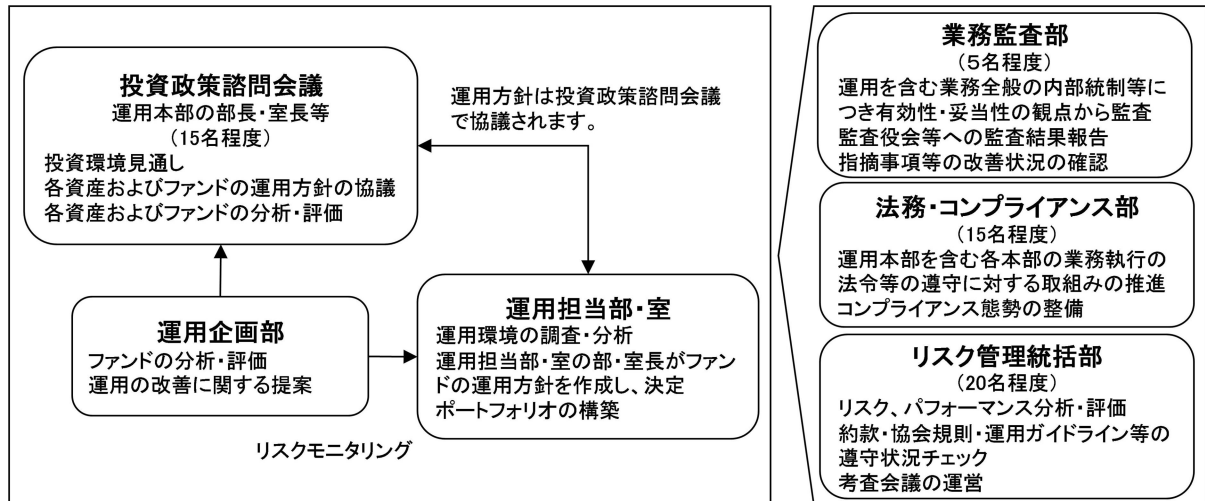 投資政策諮問会議
運用本部の部長・室長等
(15名程度)
投資環境見通し
各資産およびファンドの運用方針の協議
各資産およびファンドの分析・評価
運用方針は投資政策諮問会議
で協議されます。
運用企画部
ファンドの分析・評価
運用の改善に関する提案
運用担当部・室
運用環境の調査・分析
運用担当部・室の部・室長がファン
ドの運用方針を作成し、決定
ポートフォリオの構築
リスクモニタリング
業務監査部
(5名程度)
運用を含む業務全般の内部統制等に
つき有効性・妥当性の観点から監査
監査役会等への監査結果報告
指摘事項等の改善状況の確認
法務・コンプライアンス部
(15名程度)
運用本部を含む各本部の業務執行の
法令等の遵守に対する取組みの推進
コンプライアンス態勢の整備
リスク管理統括部
(20名程度)
リスク、パフォーマンス分析・評価
約款・協会規則・運用ガイドライン等の
遵守状況チェック
考査会議の運営